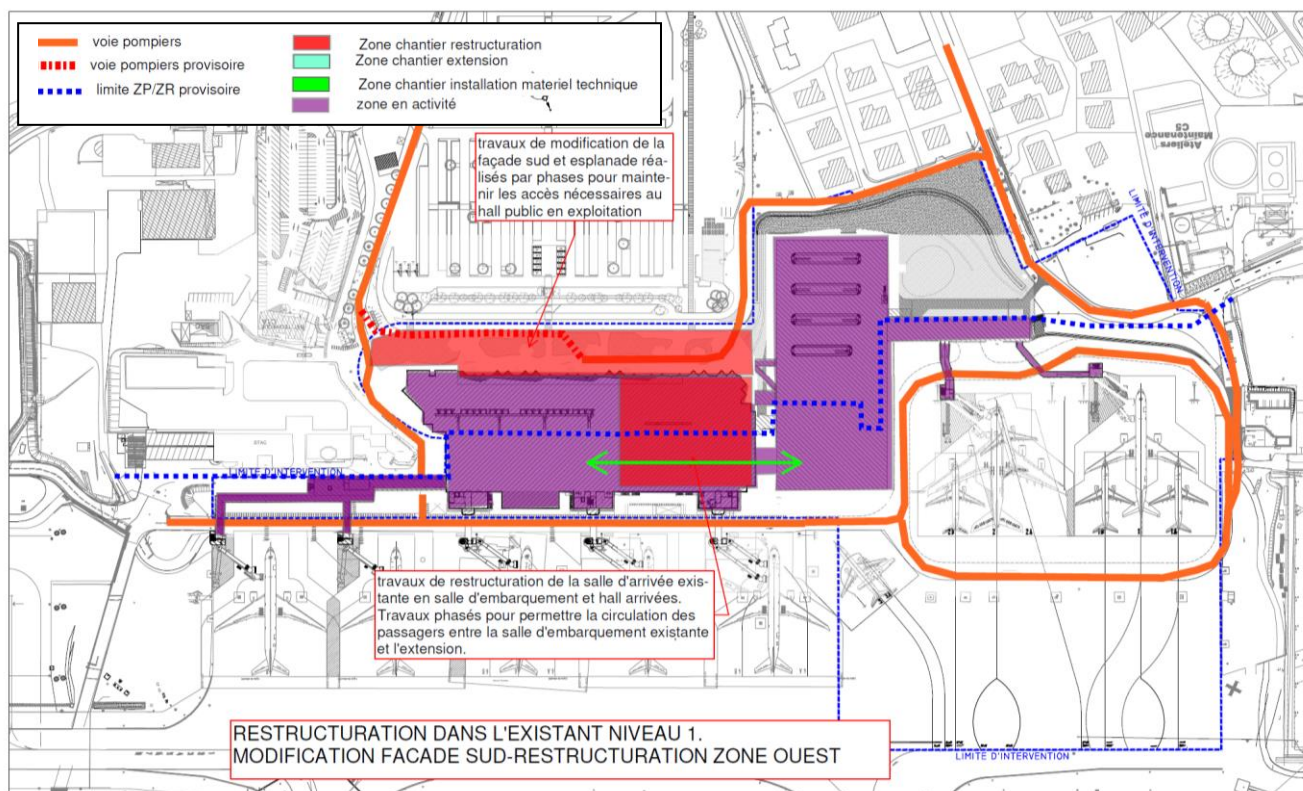 voie pompiers
voie pompiers provisoire
limite ZP/ZR provisoire
Zone chantier restructuration
Zone chantier extension
Zone chantier installation materiel technique
zone en activité
travaux de modification de la
façade sud et esplanade réa-
lisés par phases pour mainte-
nir les accès nécessaires au
hall public en exploitation
Ateliers
Maintenance
C5
LIMITE D'INTERVENTION
LIMITE D'INTERVENTION
travaux de restructuration de la salle d'arrivée exis-
tante en salle d'embarquement et hall arrivées.
Travaux phasés pour permettre la circulation des
passagers entre la salle d'embarquement existante
et l'extension.
RESTRUCTURATION DANS L'EXISTANT NIVEAU 1.
MODIFICATION FACADE SUD-RESTRUCTURATION ZONE OUEST
LIMITE D'INTERVENTION